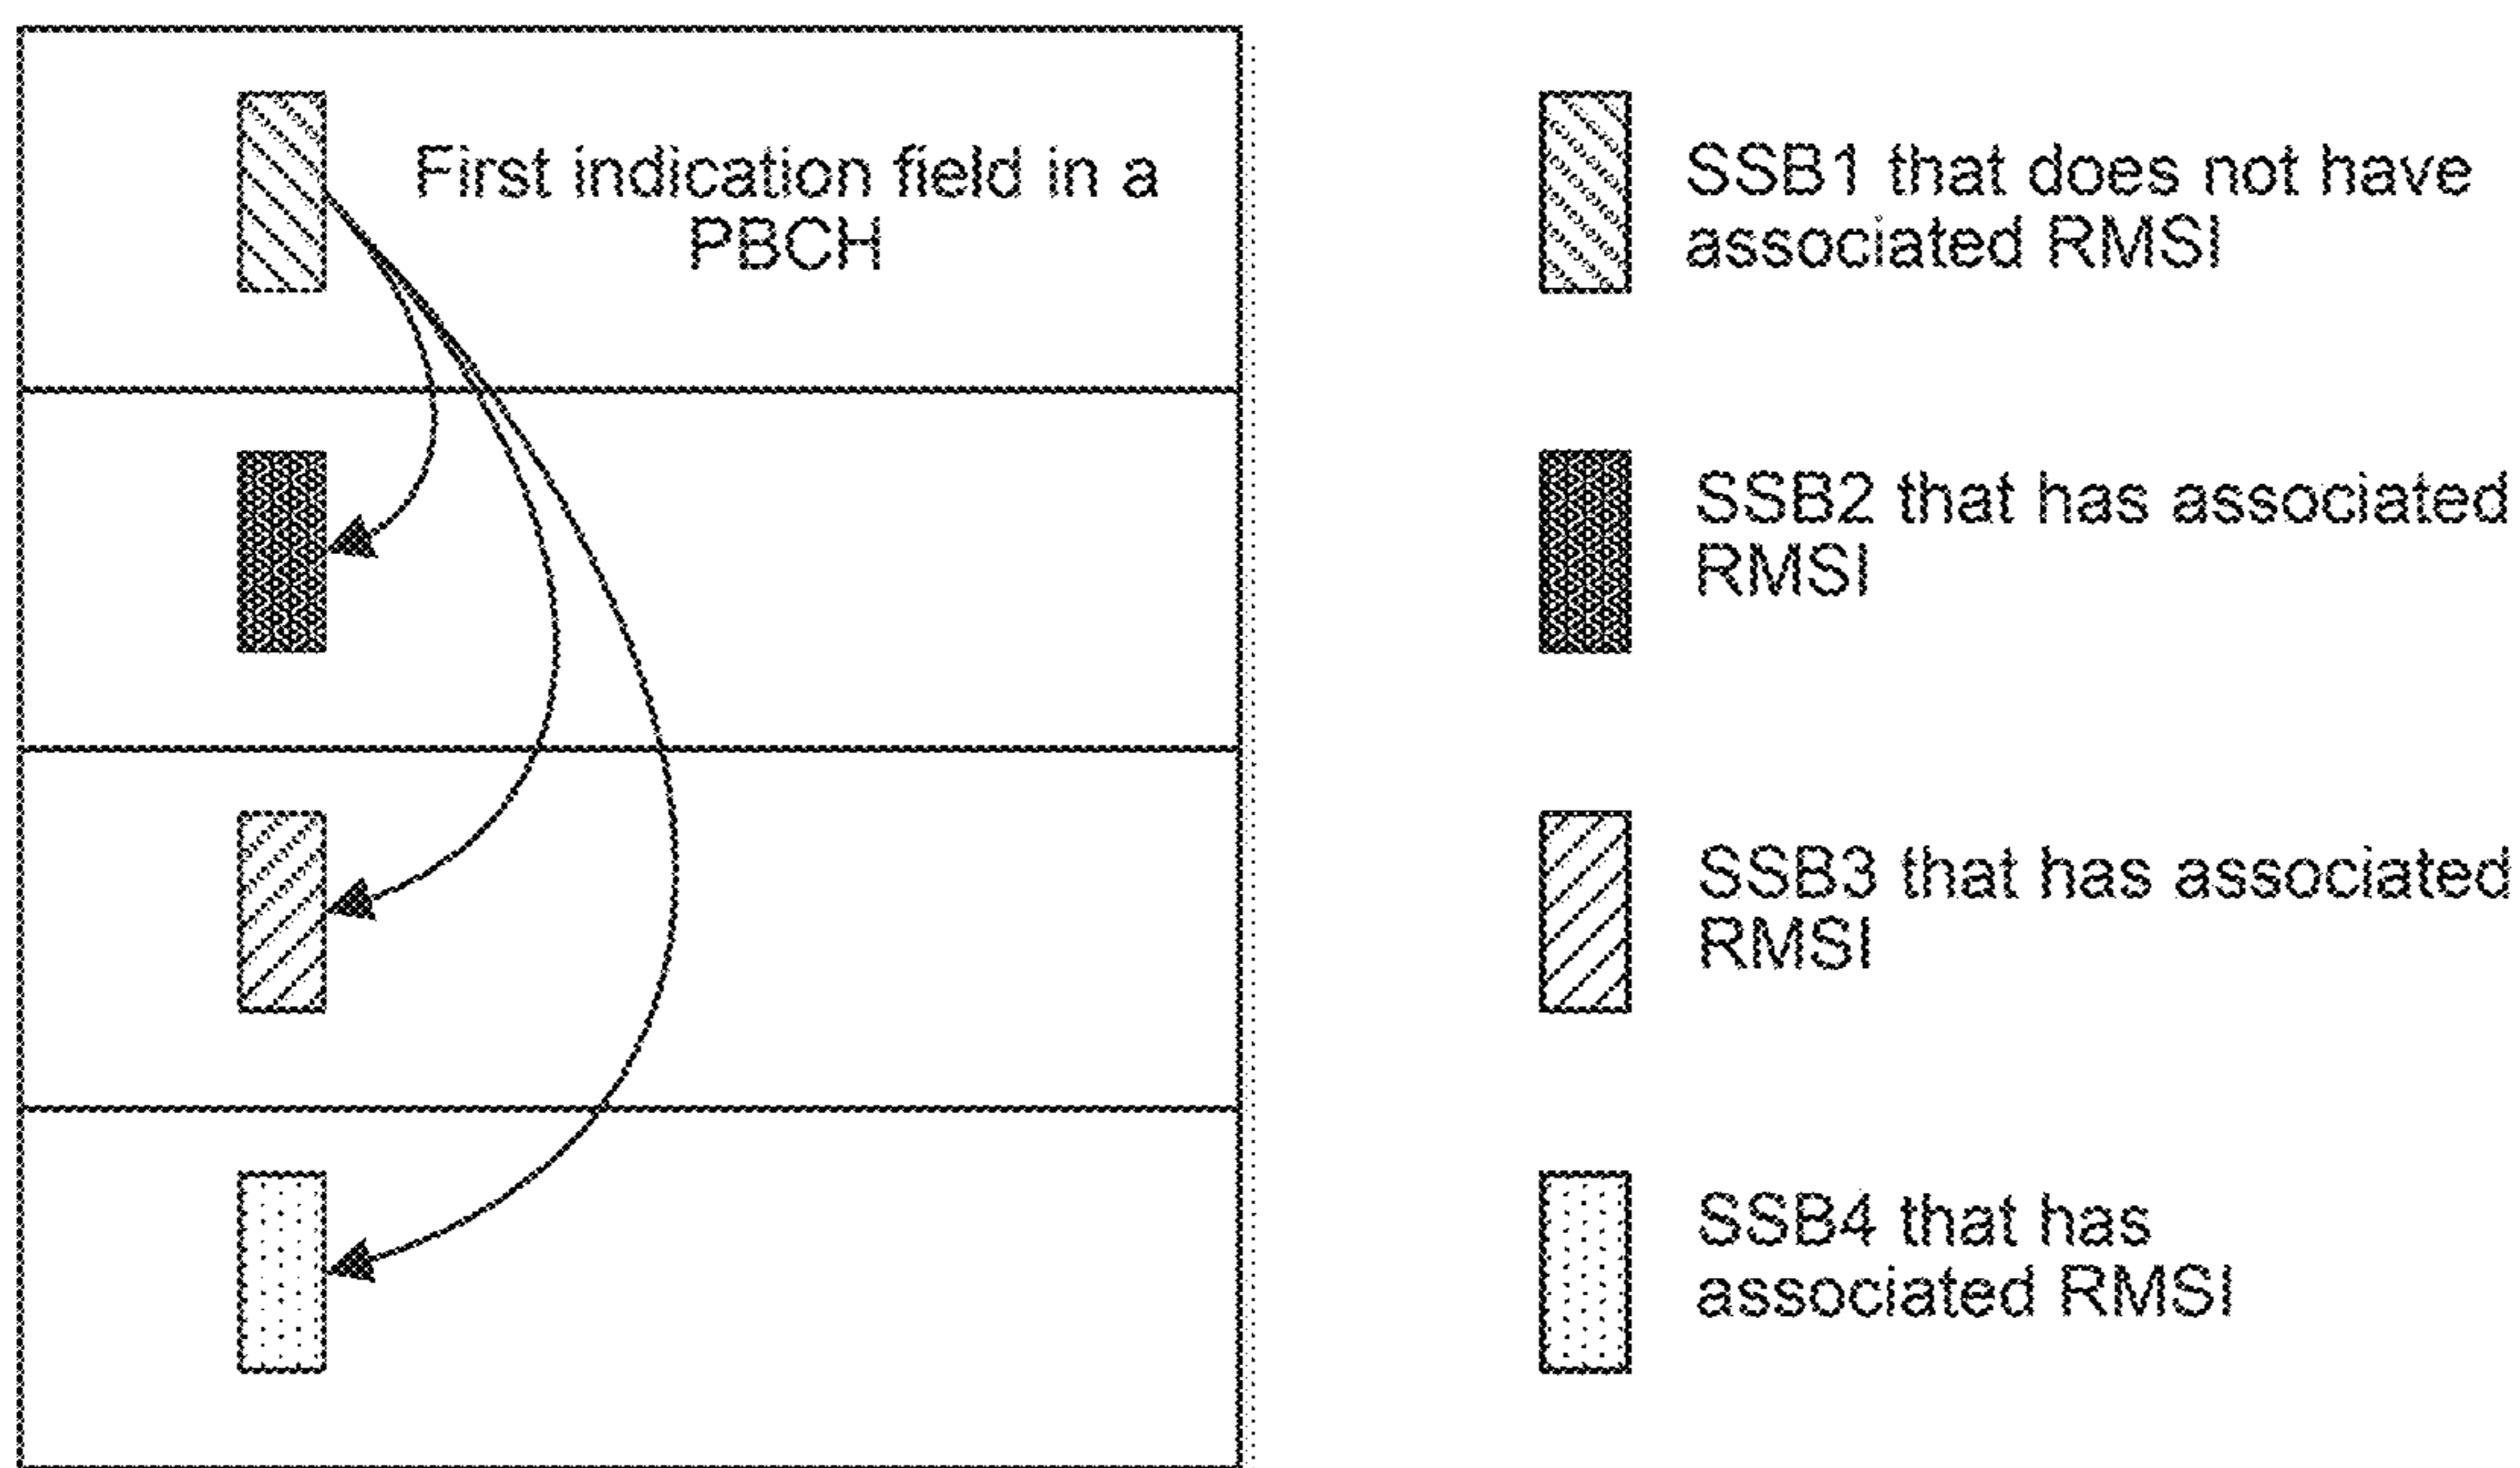 First indication field in a
PBCH
SSB1 that does not have
associated RMSI
SSB2 that has associated
RMSI
SSB3 that has associated
RMSI
SSB4 that has
associated RMSI